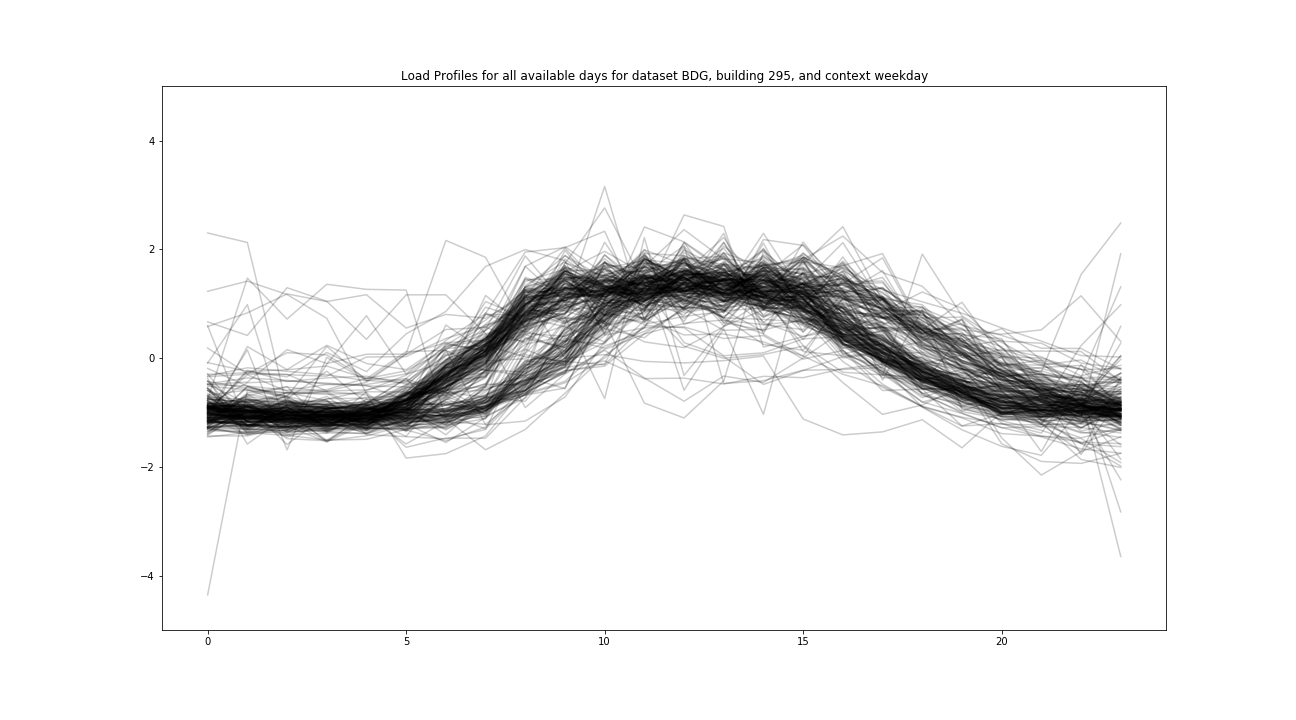 Load Profiles for all available days for dataset BDG, building 295, and context weekday
4
2
0
−2
−4
0 5 10 15 20